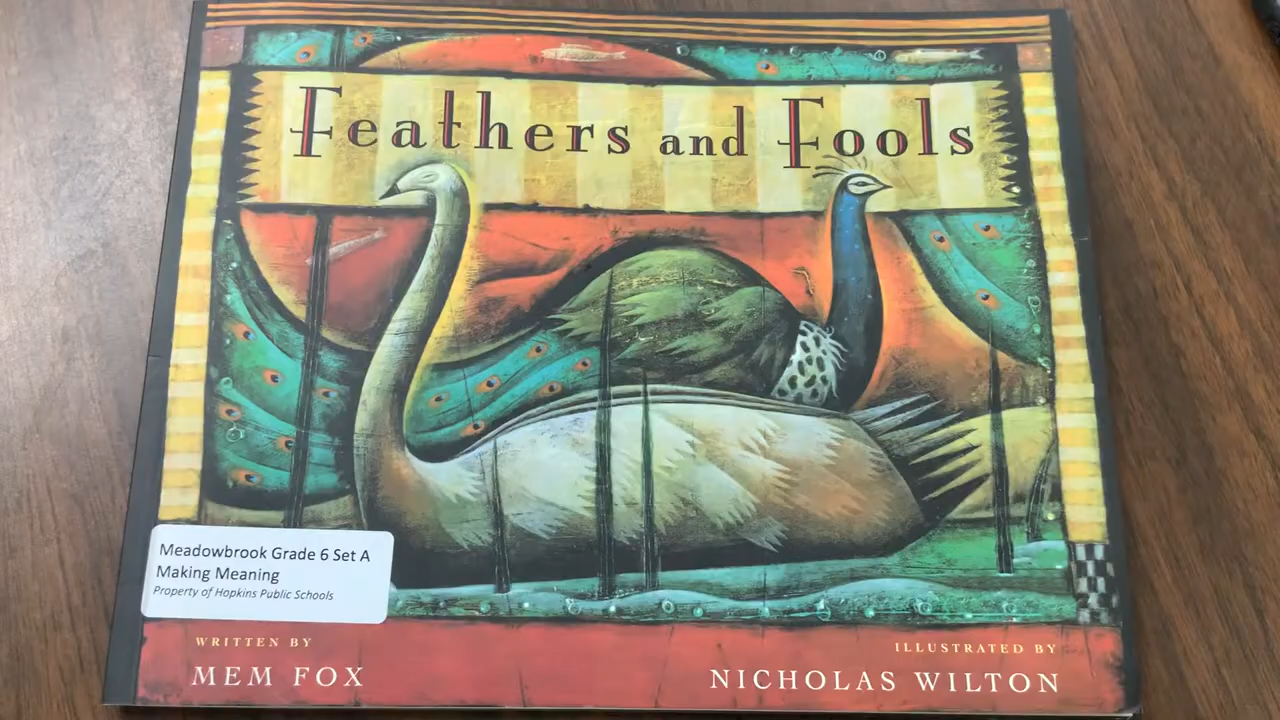 Feathers and Fools
Meadowbrook Grade 6 Set A
Making Meaning
Property of Hopkins Public Schools
WRITTEN BY
MEM FOX
ILLUSTRATED BY
NICHOLAS WILTON